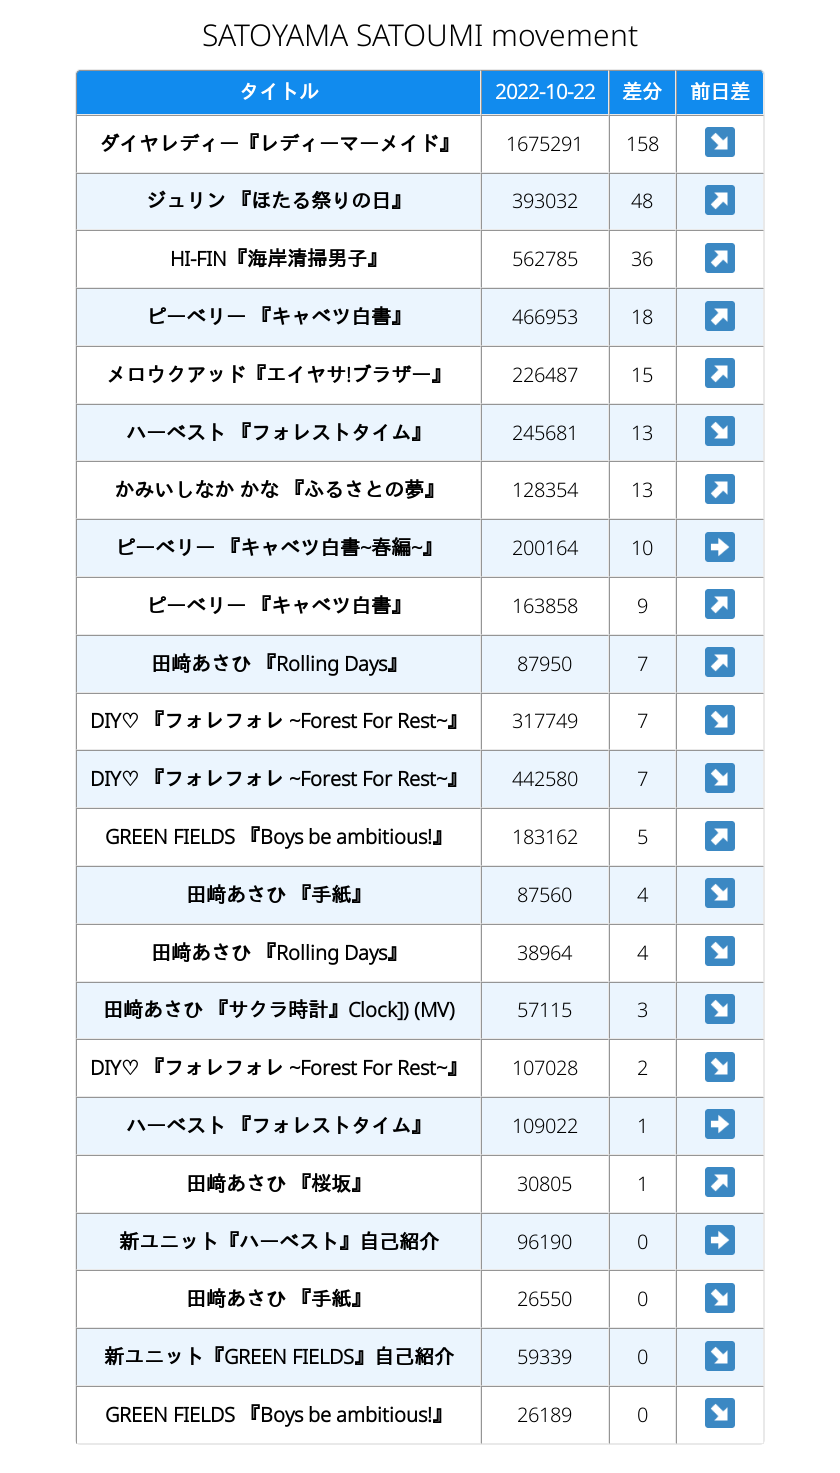 SATOYAMA SATOUMI movement
タイトル 2022-10-22 差分 前日差
ダイヤレディー『レディーマーメイド』 1675291 158 ↘
ジュリン 『ほたる祭りの日』 393032 48 ↗
HI-FIN『海岸清掃男子』 562785 36 ↗
ピーベリー 『キャベツ白書』 466953 18 ↗
メロウクアッド『エイヤサ!ブラザー』 226487 15 ↗
ハーベスト 『フォレストタイム』 245681 13 ↘
かみいしなか かな 『ふるさとの夢』 128354 13 ↗
ピーベリー 『キャベツ白書~春編~』 200164 10 ➡
ピーベリー 『キャベツ白書』 163858 9 ↗
田﨑あさひ 『Rolling Days』 87950 7 ↗
DIY♡ 『フォレフォレ ~Forest For Rest~』 317749 7 ↘
DIY♡ 『フォレフォレ ~Forest For Rest~』 442580 7 ↘
GREEN FIELDS 『Boys be ambitious!』 183162 5 ↗
田﨑あさひ 『手紙』 87560 4 ↘
田﨑あさひ 『Rolling Days』 38964 4 ↘
田﨑あさひ 『サクラ時計』Clock]) (MV) 57115 3 ↘
DIY♡ 『フォレフォレ ~Forest For Rest~』 107028 2 ↘
ハーベスト 『フォレストタイム』 109022 1 ➡
田﨑あさひ 『桜坂』 30805 1 ↗
新ユニット『ハーベスト』自己紹介 96190 0 ➡
田﨑あさひ 『手紙』 26550 0 ↘
新ユニット『GREEN FIELDS』自己紹介 59339 0 ↘
GREEN FIELDS 『Boys be ambitious!』 26189 0 ↘